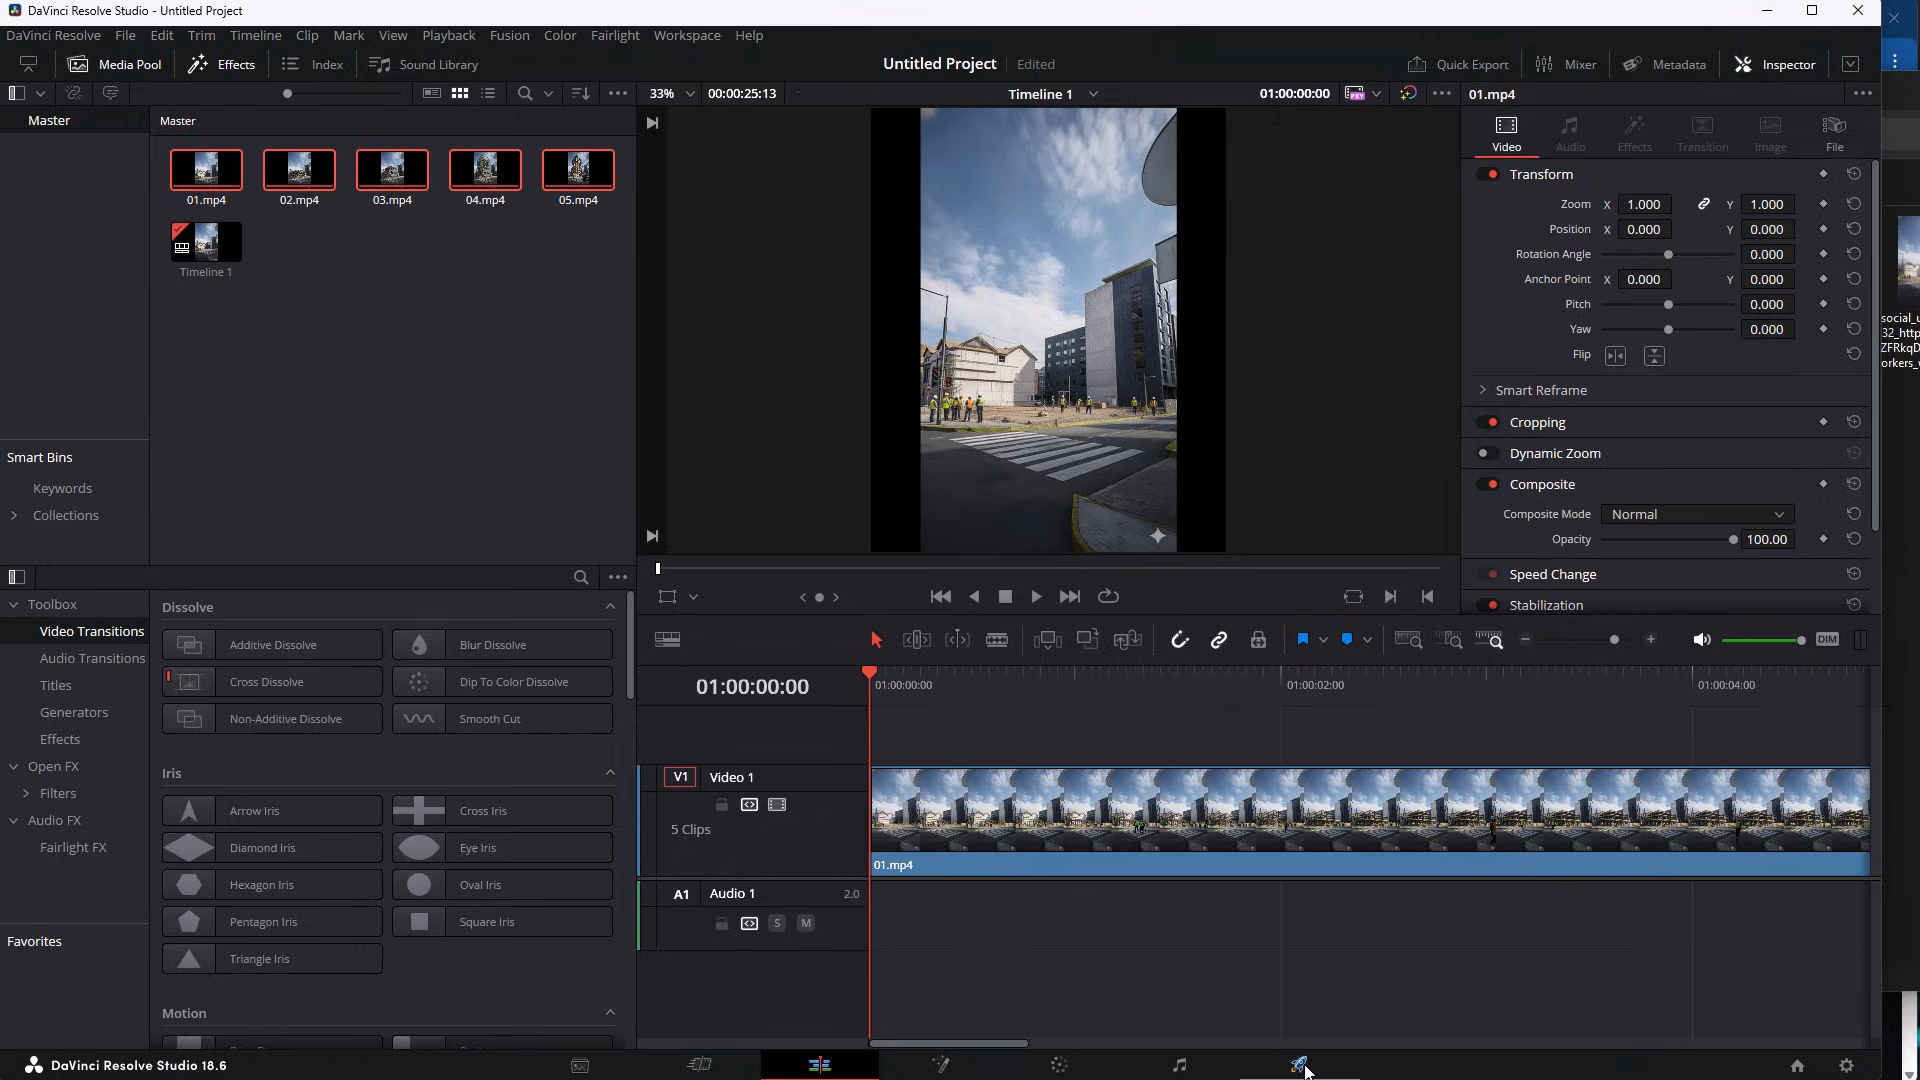 DaVinci Resolve Studio - Untitled Project
DaVinci Resolve File Edit Trim Timeline Clip Mark View Playback Fusion Color Fairlight Workspace Help
Media Pool Effects Index Sound Library Untitled Project Edited Quick Export Mixer Metadata Inspector
33% 00:00:25:13 Timeline 1 01:00:00:00 01.mp4
Master Master
Video Audio Effects Transition Image File
01.mp4 02.mp4 03.mp4 04.mp4 05.mp4
Timeline 1
Transform
Zoom X 1.000 Y 1.000
Position X 0.000 Y 0.000
Rotation Angle 0.000
Anchor Point X 0.000 Y 0.000
Pitch 0.000
Yaw 0.000
Flip
Smart Reframe
Cropping
Dynamic Zoom
Composite
Composite Mode Normal
Opacity 100.00
Speed Change
Stabilization
Smart Bins
Keywords
Collections
Toolbox
Video Transitions
Audio Transitions
Titles
Generators
Effects
Open FX
Filters
Audio FX
Fairlight FX
Favorites
Dissolve
Additive Dissolve Blur Dissolve
Cross Dissolve Dip To Color Dissolve
Non-Additive Dissolve Smooth Cut
Iris
Arrow Iris Cross Iris
Diamond Iris Eye Iris
Hexagon Iris Oval Iris
Pentagon Iris Square Iris
Triangle Iris
Motion
DIM
01:00:00:00 01:00:00:00 01:00:02:00 01:00:04:00
V1 Video 1
5 Clips
01.mp4
A1 Audio 1 2.0
S M
DaVinci Resolve Studio 18.6
social_u
32_http
ZFRkqD
orkers_